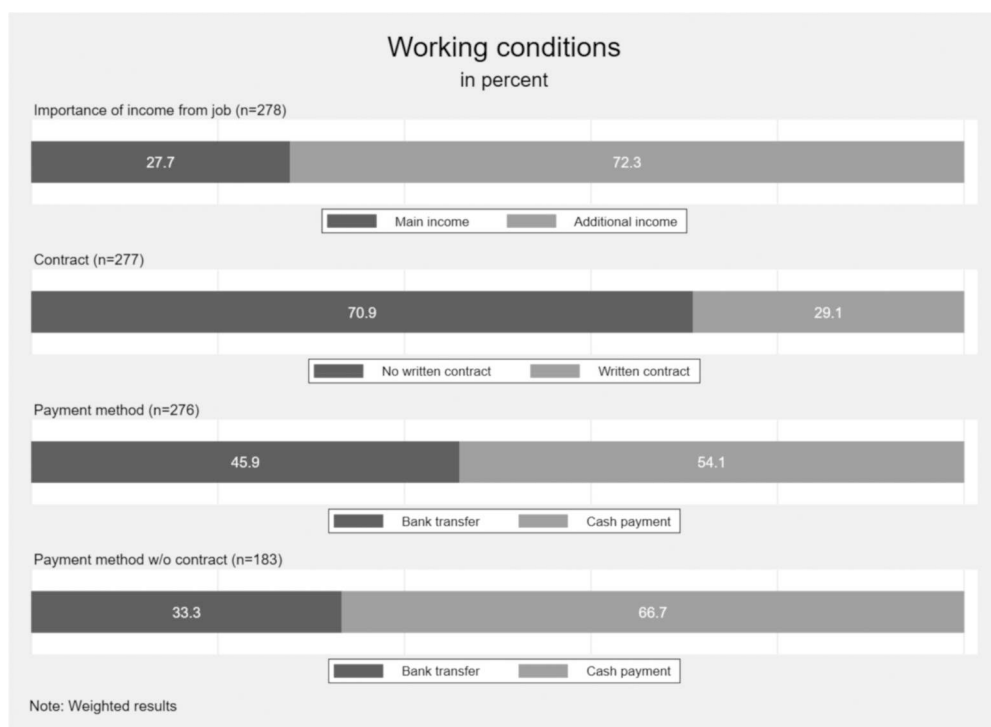 Working conditions
in percent
Importance of income from job (n=278)
27.7 72.3
Main income Additional income
Contract (n=277)
70.9 29.1
No written contract Written contract
Payment method (n=276)
45.9 54.1
Bank transfer Cash payment
Payment method w/o contract (n=183)
33.3 66.7
Bank transfer Cash payment
Note: Weighted results